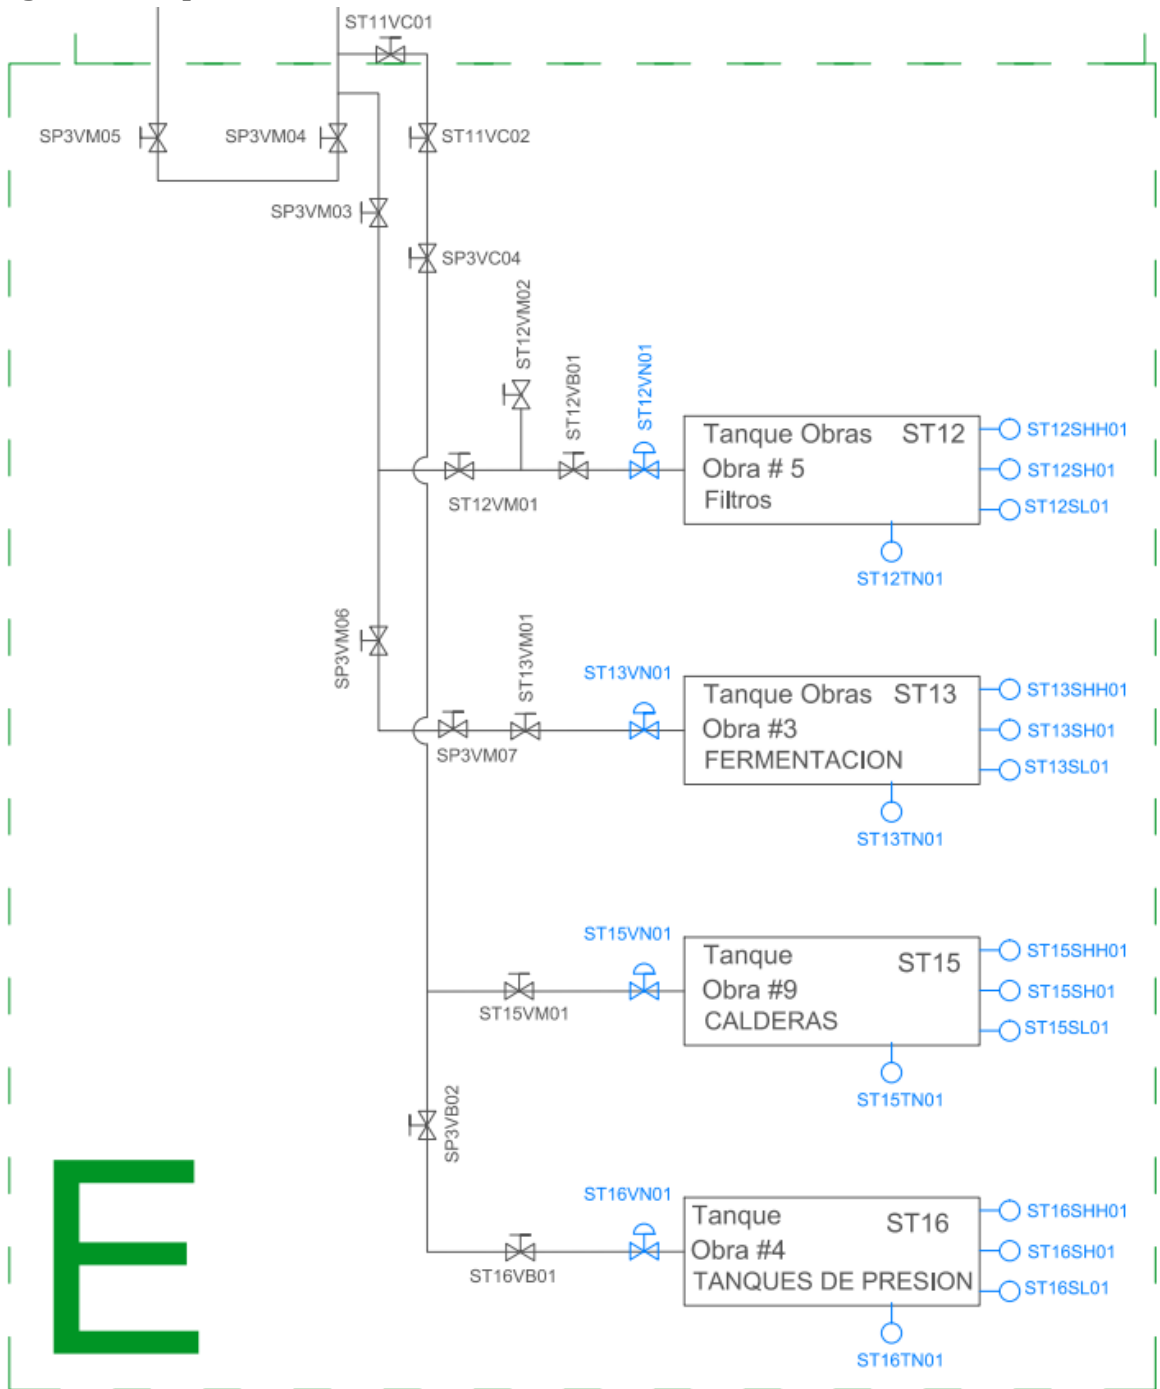 ST11VC01
SP3VM05
SP3VM04
ST11VC02
SP3VM03
SP3VC04
ST12VM02
ST12VB01
ST12VN01
ST12VM01
Tanque Obras ST12
Obra # 5
Filtros
ST12SHH01
ST12SH01
ST12SL01
ST12TN01
SP3VM06
ST13VM01
ST13VN01
SP3VM07
Tanque Obras ST13
Obra #3
FERMENTACION
ST13SHH01
ST13SH01
ST13SL01
ST13TN01
ST15VN01
ST15VM01
Tanque ST15
Obra #9
CALDERAS
ST15SHH01
ST15SH01
ST15SL01
ST15TN01
SP3VB02
ST16VN01
ST16VB01
Tanque ST16
Obra #4
TANQUES DE PRESION
ST16SHH01
ST16SH01
ST16SL01
ST16TN01
E